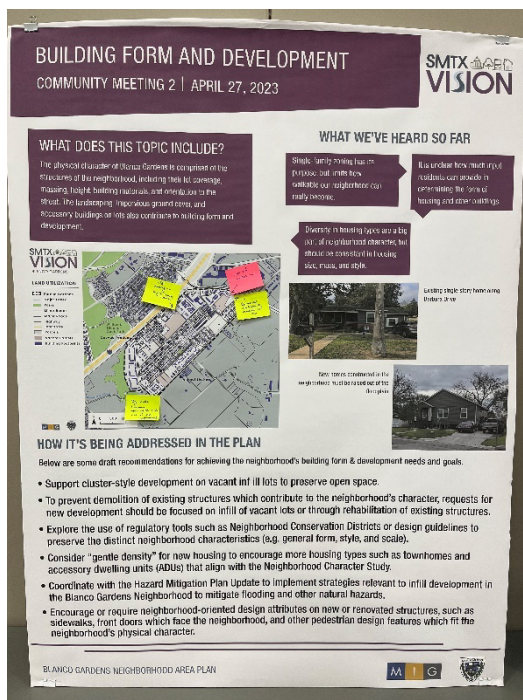 BUILDING FORM AND DEVELOPMENT
COMMUNITY MEETING 2 | APRIL 27, 2023
SMTX
VISION
WHAT DOES THIS TOPIC INCLUDE?
The physical character of Blanco Gardens is comprised of the
structures of the neighborhood, including their lot coverage,
massing, height, building materials, and orientation to the
street. The landscaping, impervious ground cover, and
accessory buildings on lots also contribute to building form and
development.
WHAT WE'VE HEARD SO FAR
Single-family zoning has its
purpose, but limits how
walkable our neighborhood can
really become.
It is unclear how much input
residents can provide in
determining the form of
housing and other buildings.
Diversity in housing types are a big
part of neighborhood character, but
should be consistent in housing
size, mass, and style.
SMTX
VISION
BLANCO GARDENS
LAND UTILIZATION
Existing single story home along
Barbara Drive
New homes constructed in the
neighborhood must be raised out of the
floodplain
HOW IT'S BEING ADDRESSED IN THE PLAN
Below are some draft recommendations for achieving the neighborhood's building form & development needs and goals.
• Support cluster-style development on vacant infill lots to preserve open space.
• To prevent demolition of existing structures which contribute to the neighborhood's character, requests for
new development should be focused on infill of vacant lots or through rehabilitation of existing structures.
• Explore the use of regulatory tools such as Neighborhood Conservation Districts or design guidelines to
preserve the distinct neighborhood characteristics (e.g. general form, style, and scale).
• Consider "gentle density" for new housing to encourage more housing types such as townhomes and
accessory dwelling units (ADUs) that align with the Neighborhood Character Study.
• Coordinate with the Hazard Mitigation Plan Update to implement strategies relevant to infill development in
the Blanco Gardens Neighborhood to mitigate flooding and other natural hazards.
• Encourage or require neighborhood-oriented design attributes on new or renovated structures, such as
sidewalks, front doors which face the neighborhood, and other pedestrian design features which fit the
neighborhood's physical character.
BLANCO GARDENS NEIGHBORHOOD AREA PLAN
M I G